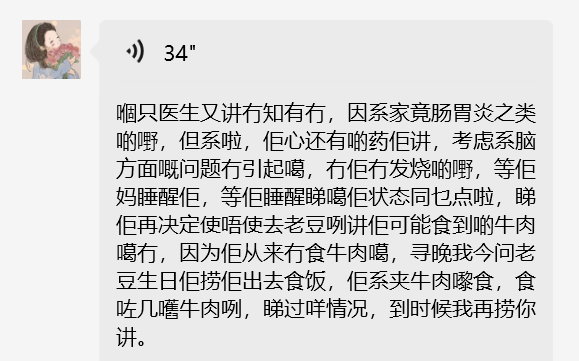 34"
嗰只医生又讲冇知有冇，因系家竟肠胃炎之类
啲嘢，但系啦，佢心还有啲药佢讲，考虑系脑
方面嘅问题冇引起噶，冇佢冇发烧啲嘢，等佢
妈睡醒佢，等佢睡醒睇噶佢状态同乜点啦，睇
佢再决定使唔使去老豆咧讲佢可能食到啲牛肉
噶冇，因为佢从来冇食牛肉噶，寻晚我今问老
豆生日佢捞佢出去食饭，佢系夹牛肉嚟食，食
咗几嚿牛肉咧，睇过咩情况，到时候我再捞你
讲。